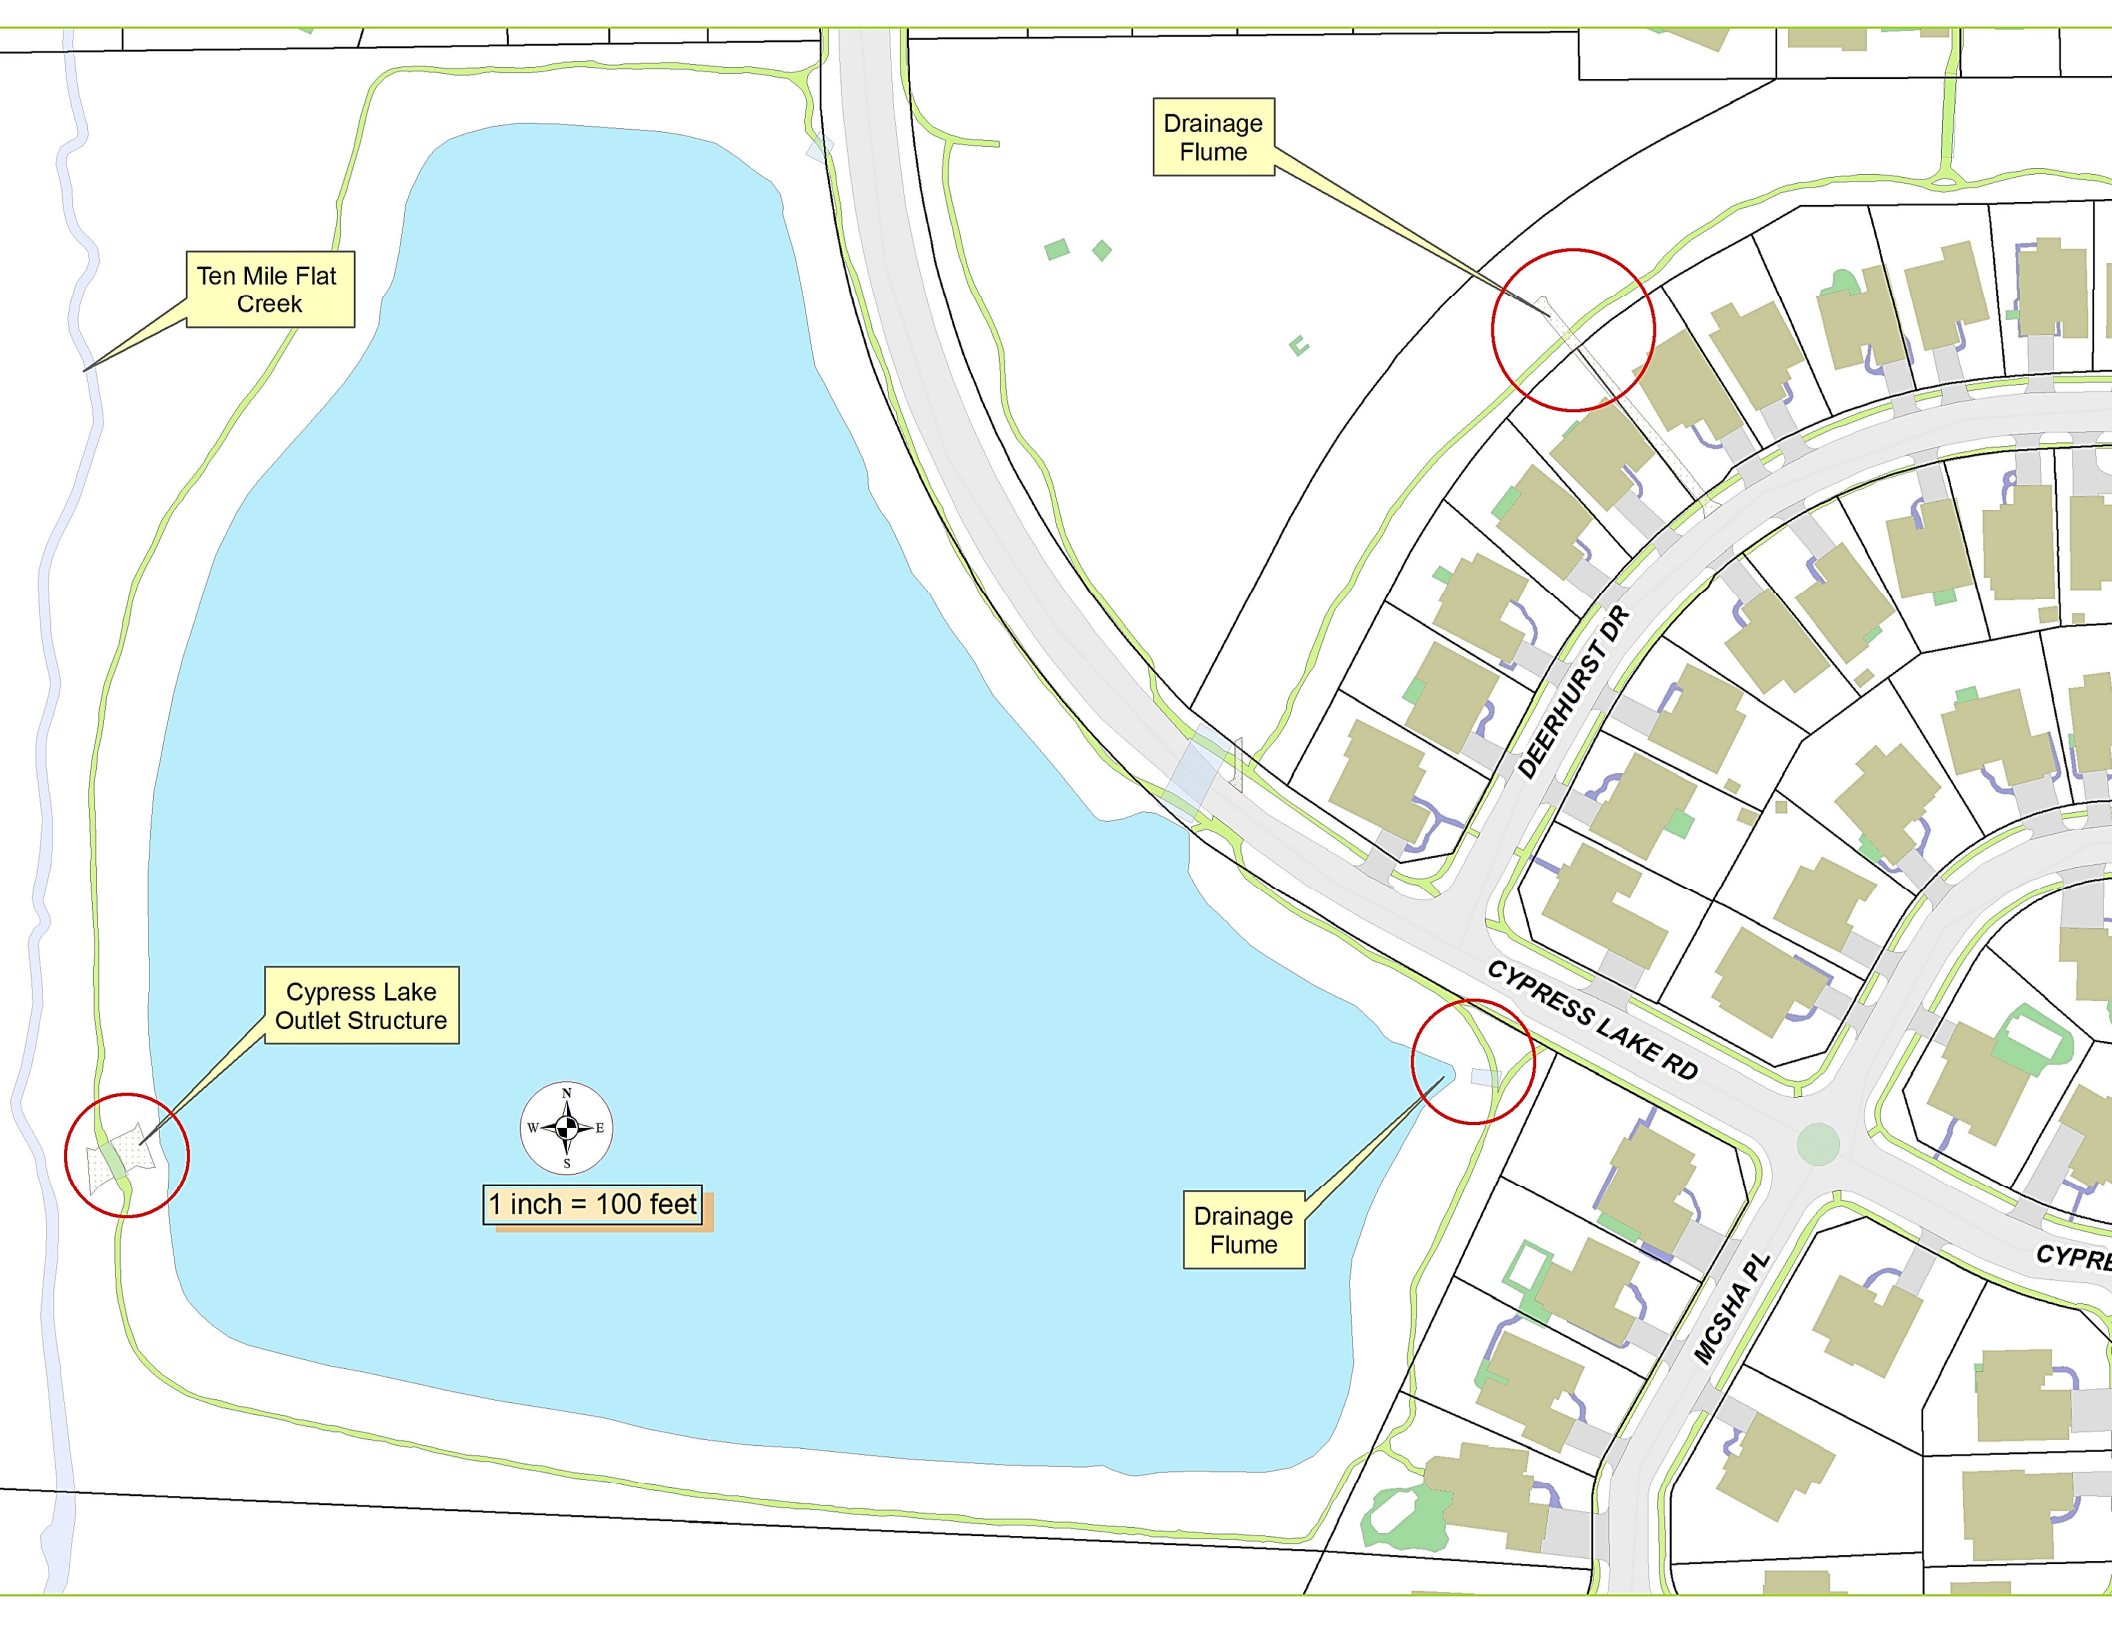 Drainage
Flume
Ten Mile Flat
Creek
DEERHURST DR
Cypress Lake
Outlet Structure
CYPRESS LAKE RD
N
W
E
S
1 inch = 100 feet
Drainage
Flume
MCSHA PL
CYPRE